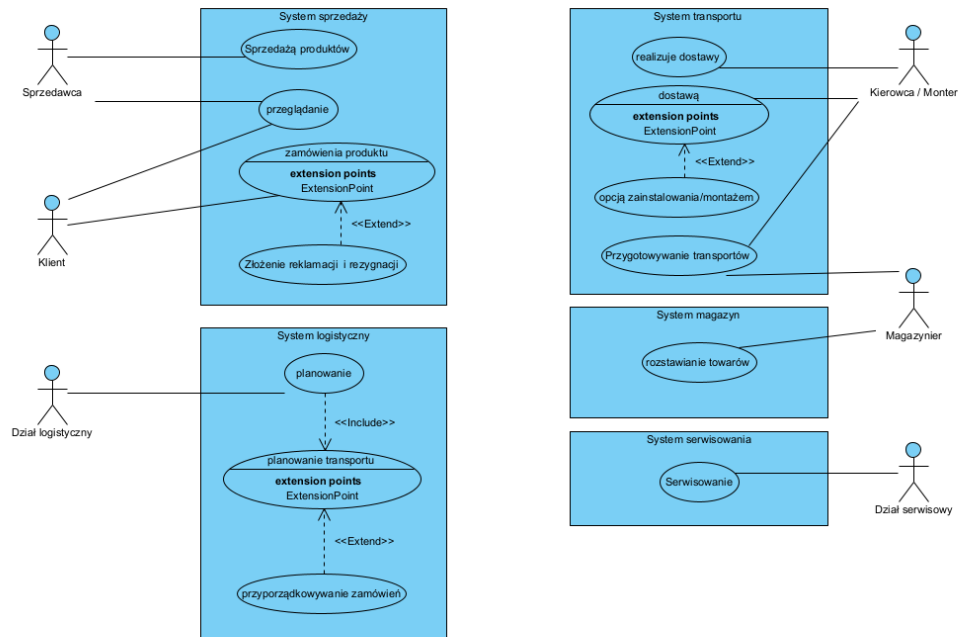 System sprzedaży
Sprzedażą produktów
Sprzedawca
przeglądanie
zamówienia produktu
extension points
ExtensionPoint
<<Extend>>
Klient
Złożenie reklamacji i rezygnacji
System logistyczny
planowanie
Dział logistyczny
<<Include>>
planowanie transportu
extension points
ExtensionPoint
<<Extend>>
przyporządkowywanie zamówień
System transportu
realizuje dostawy
Kierowca / Monter
dostawą
extension points
ExtensionPoint
<<Extend>>
opcją zainstalowania/montażem
Przygotowywanie transportów
Magazynier
System magazyn
rozstawianie towarów
System serwisowania
Serwisowanie
Dział serwisowy